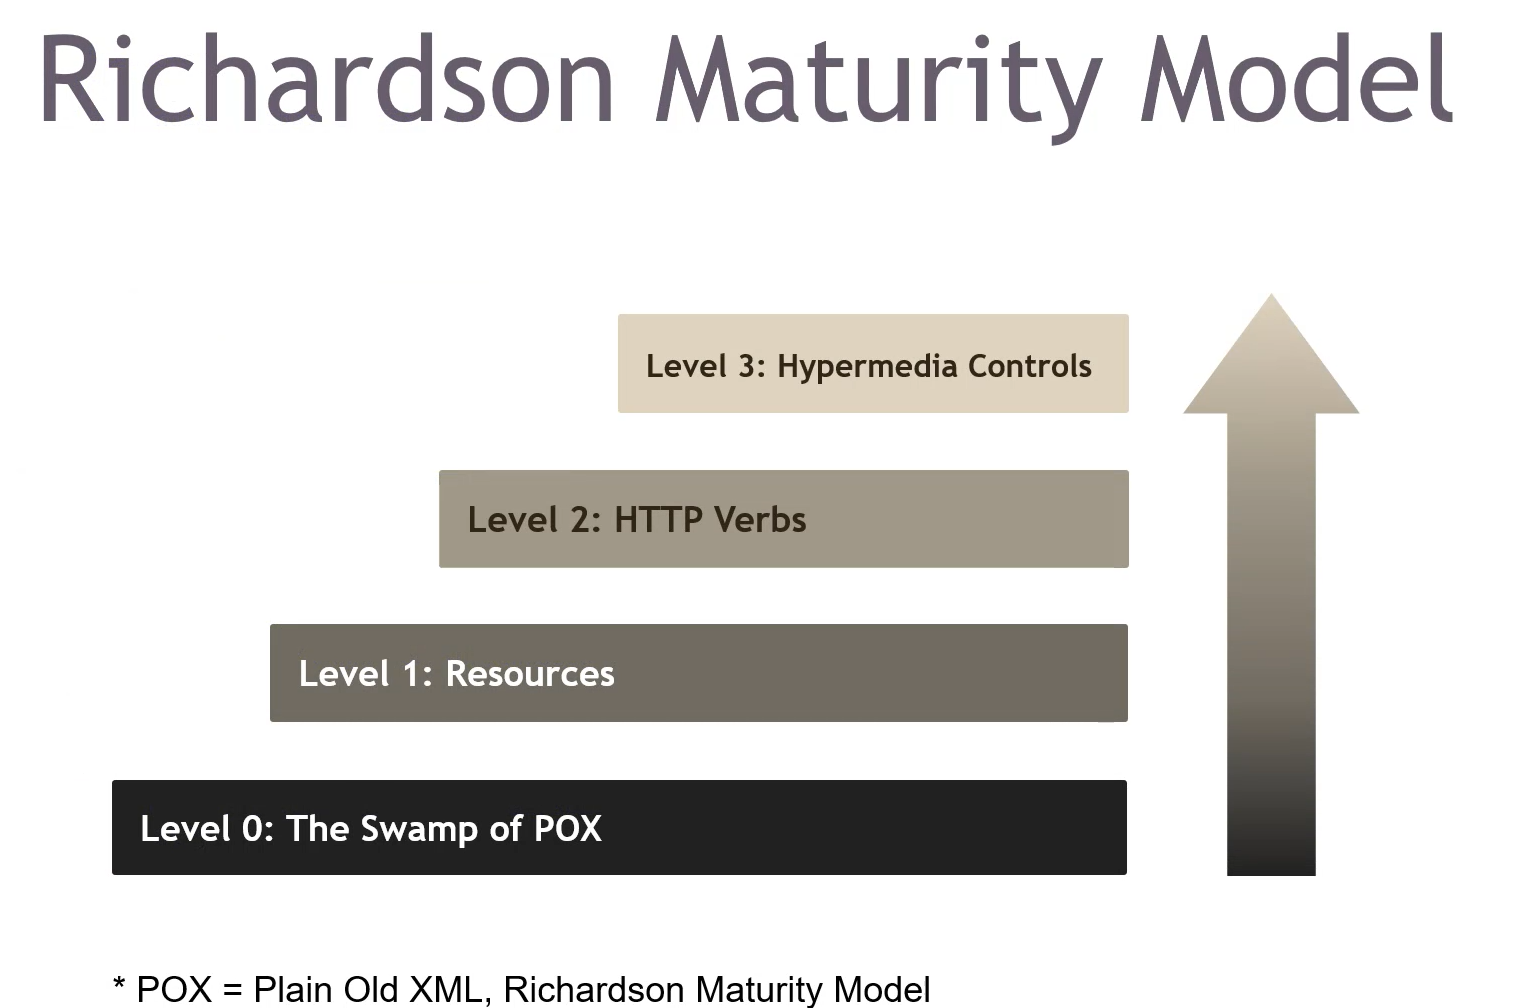 Richardson Maturity Model
Level 3: Hypermedia Controls
Level 2: HTTP Verbs
Level 1: Resources
Level 0: The Swamp of POX
* POX = Plain Old XML, Richardson Maturity Model